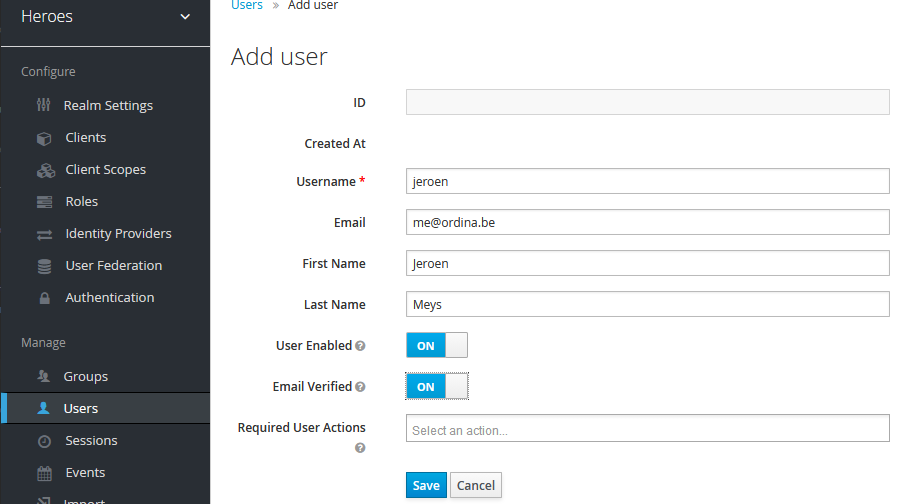 Heroes
Configure
Realm Settings
Clients
Client Scopes
Roles
Identity Providers
User Federation
Authentication
Manage
Groups
Users
Sessions
Events
Import
Users » Add user
Add user
ID
Created At
Username * jeroen
Email me@ordina.be
First Name Jeroen
Last Name Meys
User Enabled ON
Email Verified ON
Required User Actions Select an action...
Save Cancel